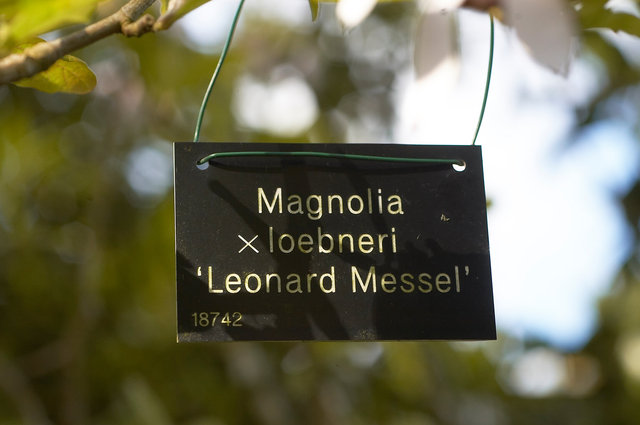 Magnolia
×loebneri
‘Leonard Messel’
18742